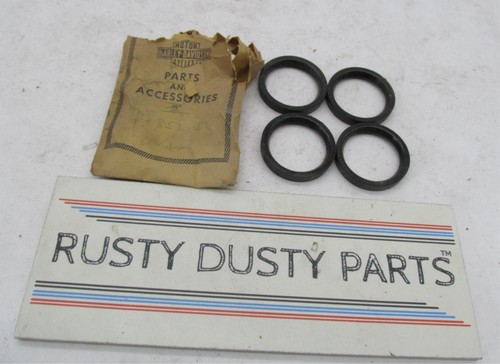 MOTOR
HARLEY-DAVIDSON
CYCLES
PARTS
AND
ACCESSORIES
RUSTY DUSTY PARTS™